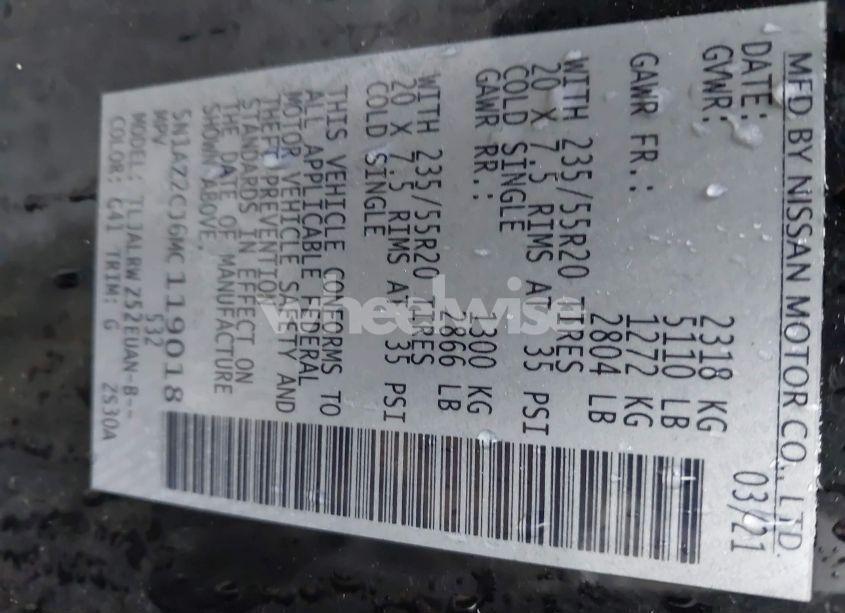 MFD BY NISSAN MOTOR CO., LTD
DATE: 03/21
GVWR: 2318 KG
5110 LB
GAWR FR.: 1272 KG
2804 LB
WITH 235/55R20 TIRES
20 X 7.5 RIMS AT 35 PSI
COLD SINGLE
GAWR RR.: 1300 KG
2866 LB
WITH 235/55R20 TIRES
20 X 7.5 RIMS AT 35 PSI
COLD SINGLE
THIS VEHICLE CONFORMS TO
ALL APPLICABLE FEDERAL
MOTOR VEHICLE SAFETY AND
THEFT PREVENTION
STANDARDS IN EFFECT ON
THE DATE OF MANUFACTURE
SHOWN ABOVE.
5N1AZ2CJ6MC119018
MPV 532
MODEL: TLJALRW Z52EUAN-B--
COLOR: G41 TRIM: G 2S30A
wheelwise